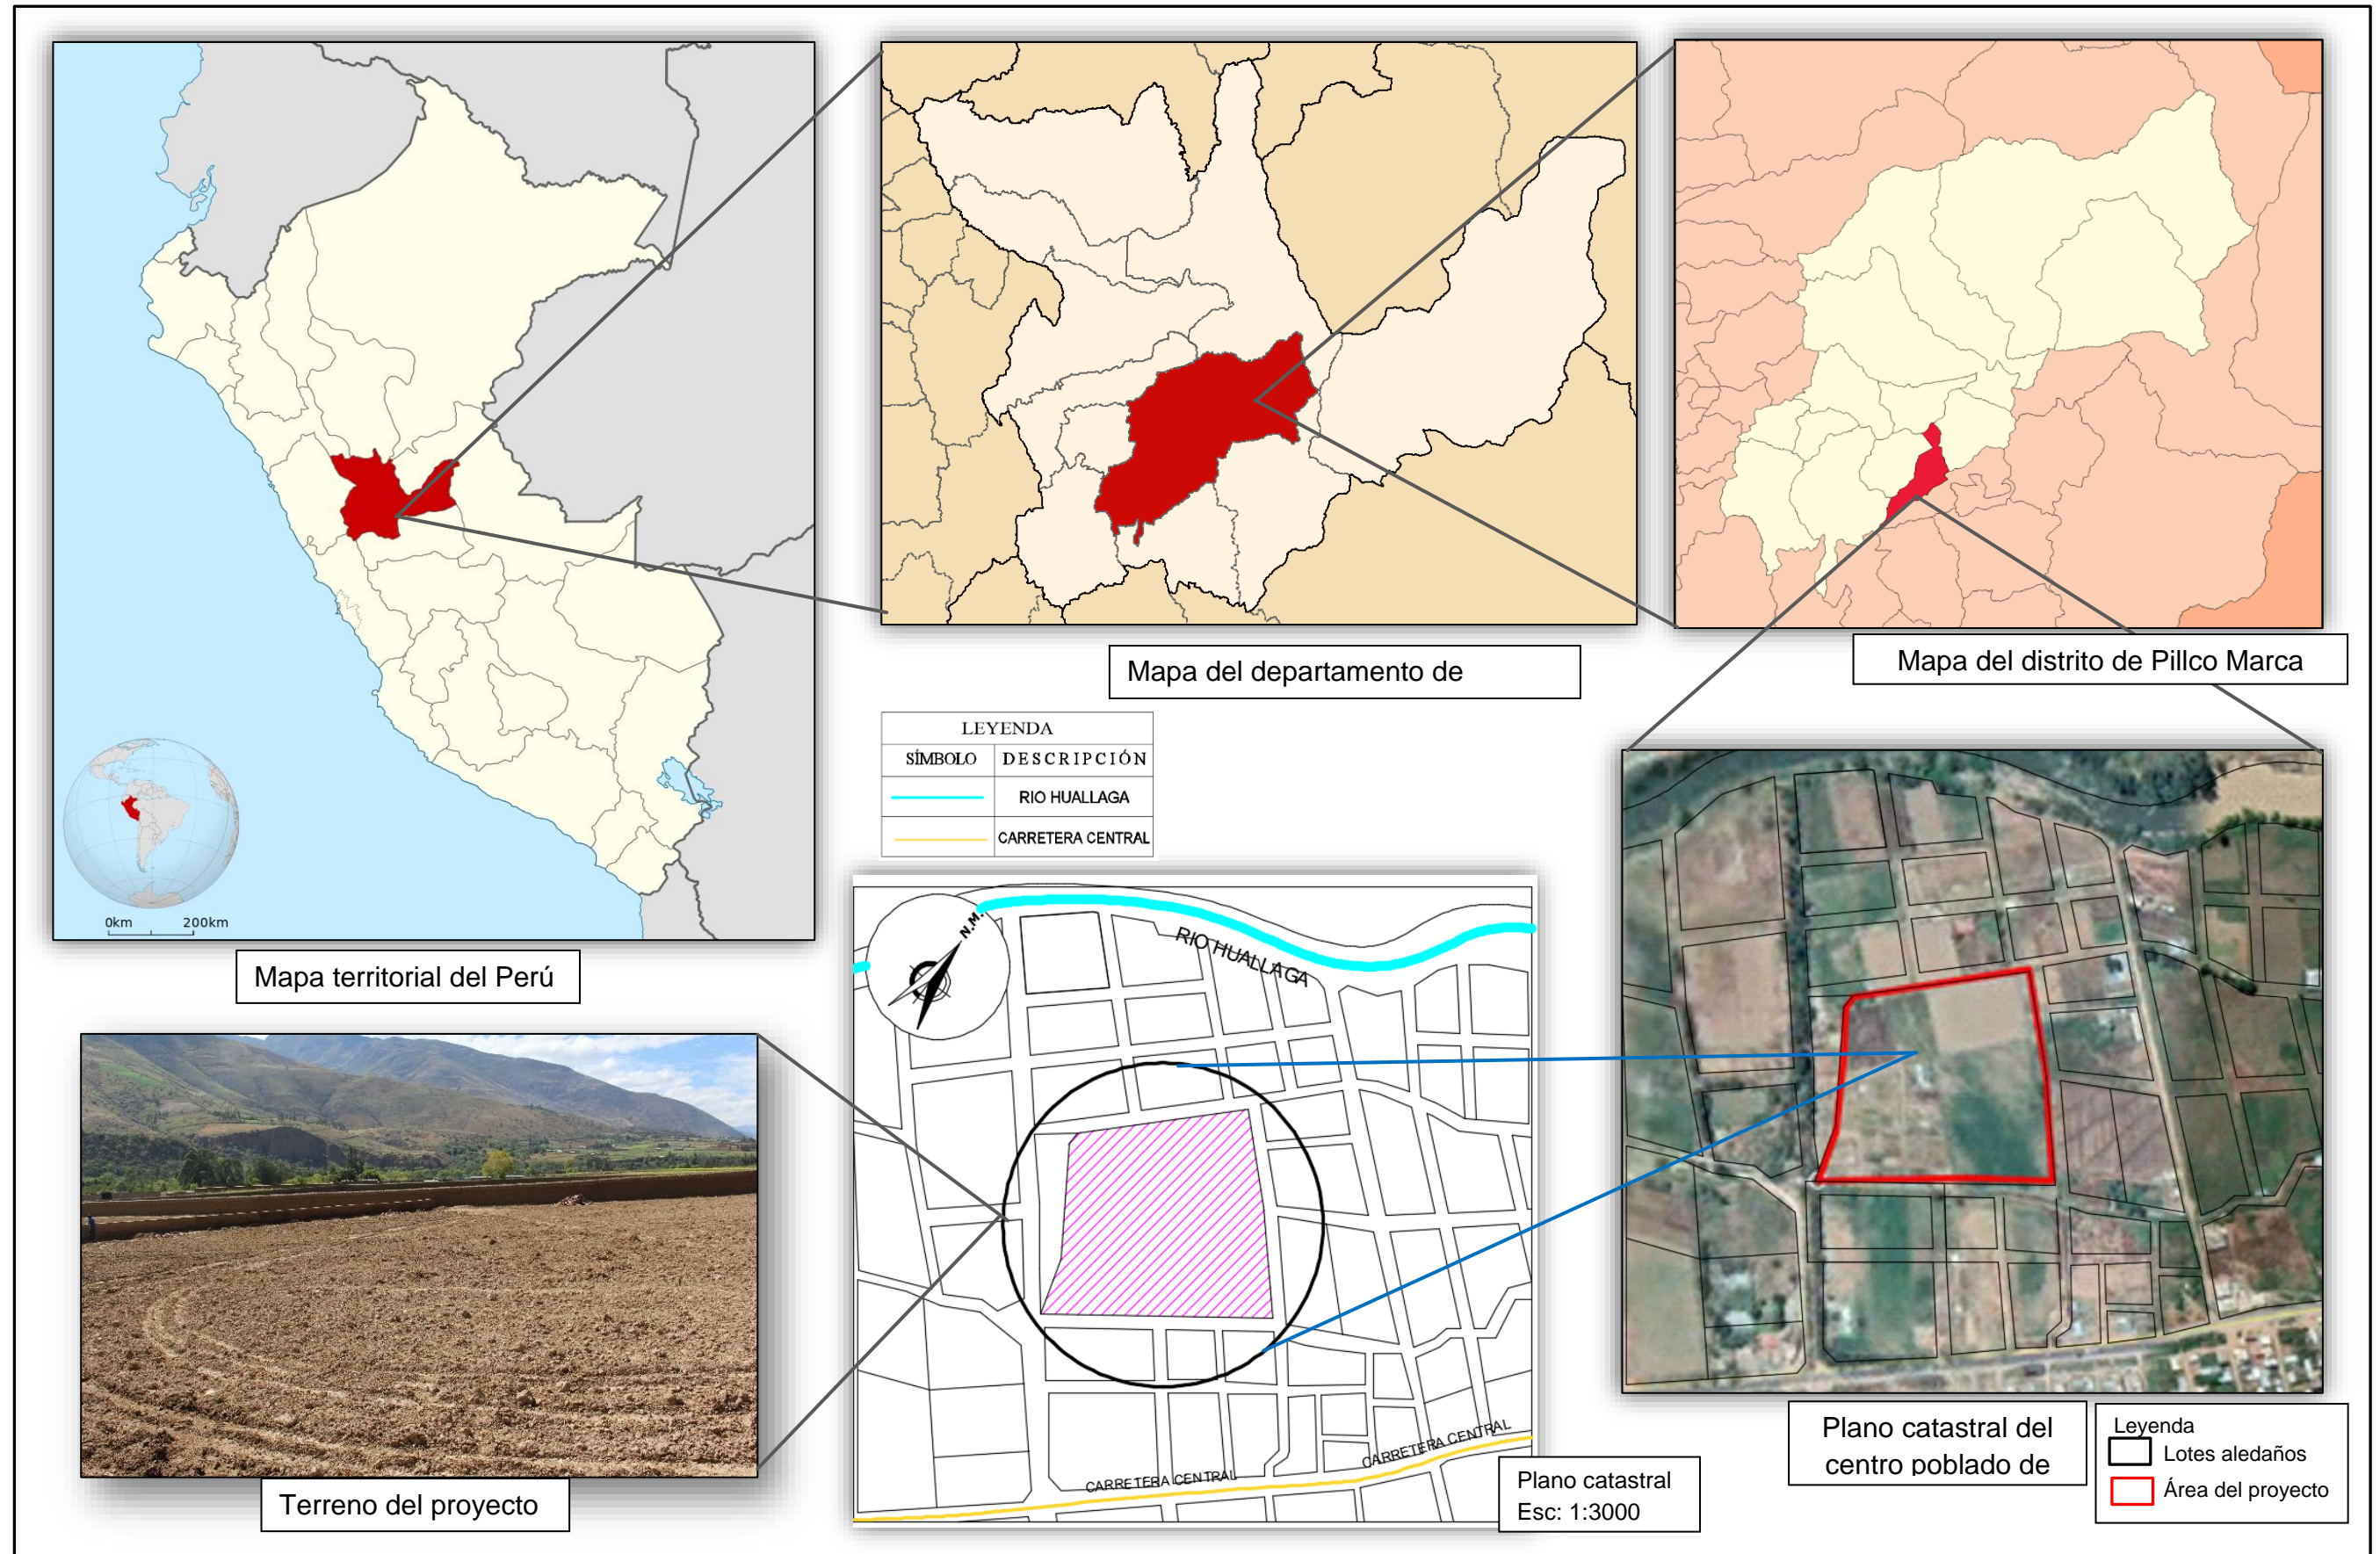 0km 200km
Mapa territorial del Perú
Mapa del departamento de
Mapa del distrito de Pillco Marca
LEYENDA
SÍMBOLO DESCRIPCIÓN
RIO HUALLAGA
CARRETERA CENTRAL
N.M.
RIO HUALLAGA
CARRETERA CENTRAL
CARRETERA CENTRAL
Plano catastral
Esc: 1:3000
Terreno del proyecto
Plano catastral del
centro poblado de
Leyenda
Lotes aledaños
Área del proyecto